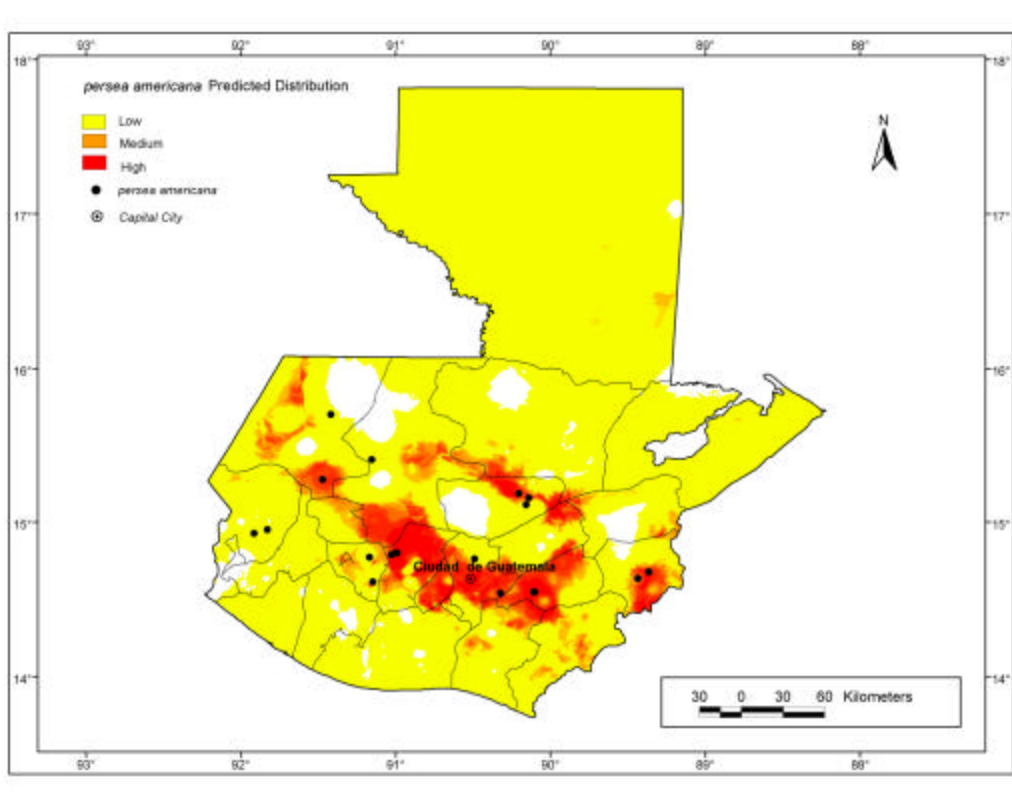 93° 92° 91° 90° 89° 88°
18° 18°
persea americana Predicted Distribution
Low
Medium
High
persea americana
Capital City
N
17° 17°
16° 16°
15° 15°
Ciudad de Guatemala
14° 14°
30 0 30 60 Kilometers
93° 92° 91° 90° 89° 88°